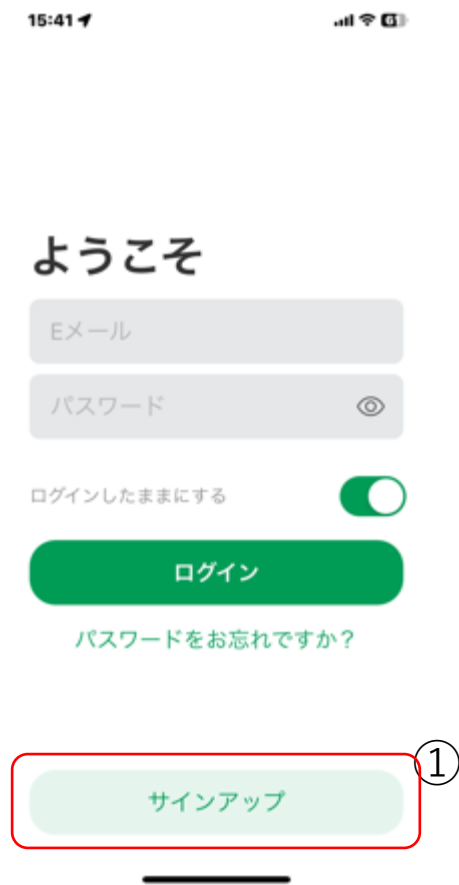 15:41
ようこそ
Eメール
パスワード
ログインしたままにする
ログイン
パスワードをお忘れですか？
①
サインアップ